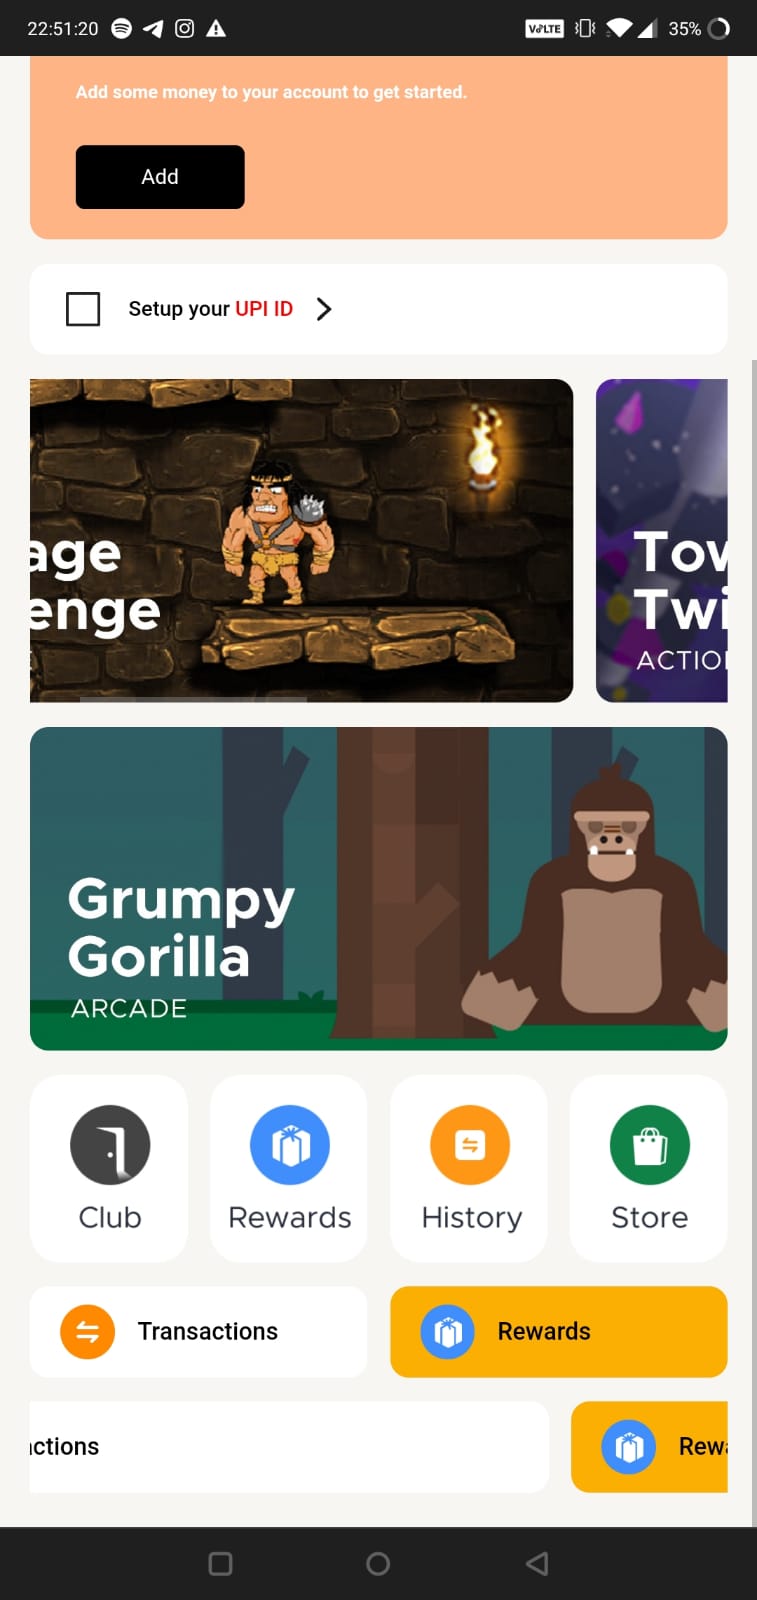 22:51:20
VoLTE
35%
Add some money to your account to get started.
Add
Setup your UPI ID
age
enge
Tow
Twi
ACTIO
Grumpy
Gorilla
ARCADE
Club
Rewards
History
Store
Transactions
Rewards
ctions
Rew